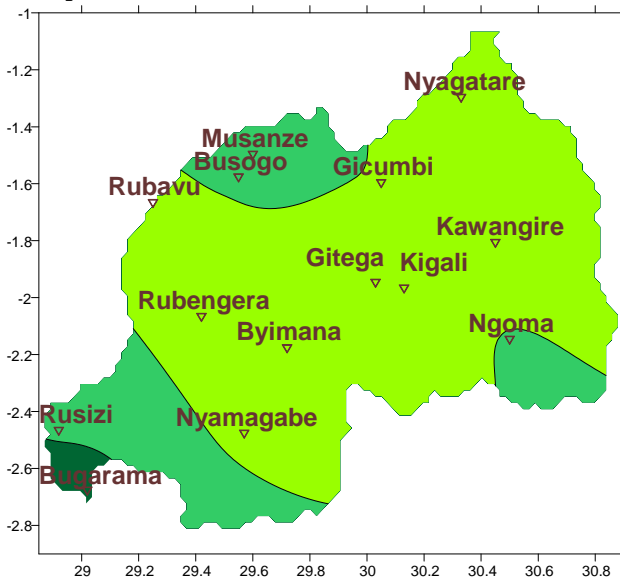 -1
-1.2
Nyagatare
-1.4
Musanze
Busogo
Gicumbi
-1.6
Rubavu
-1.8
Kawangire
Gitega
Kigali
-2
Rubengera
Ngoma
Byimana
-2.2
-2.4
Rusizi
Nyamagabe
-2.6
Bugarama
-2.8
29 29.2 29.4 29.6 29.8 30 30.2 30.4 30.6 30.8